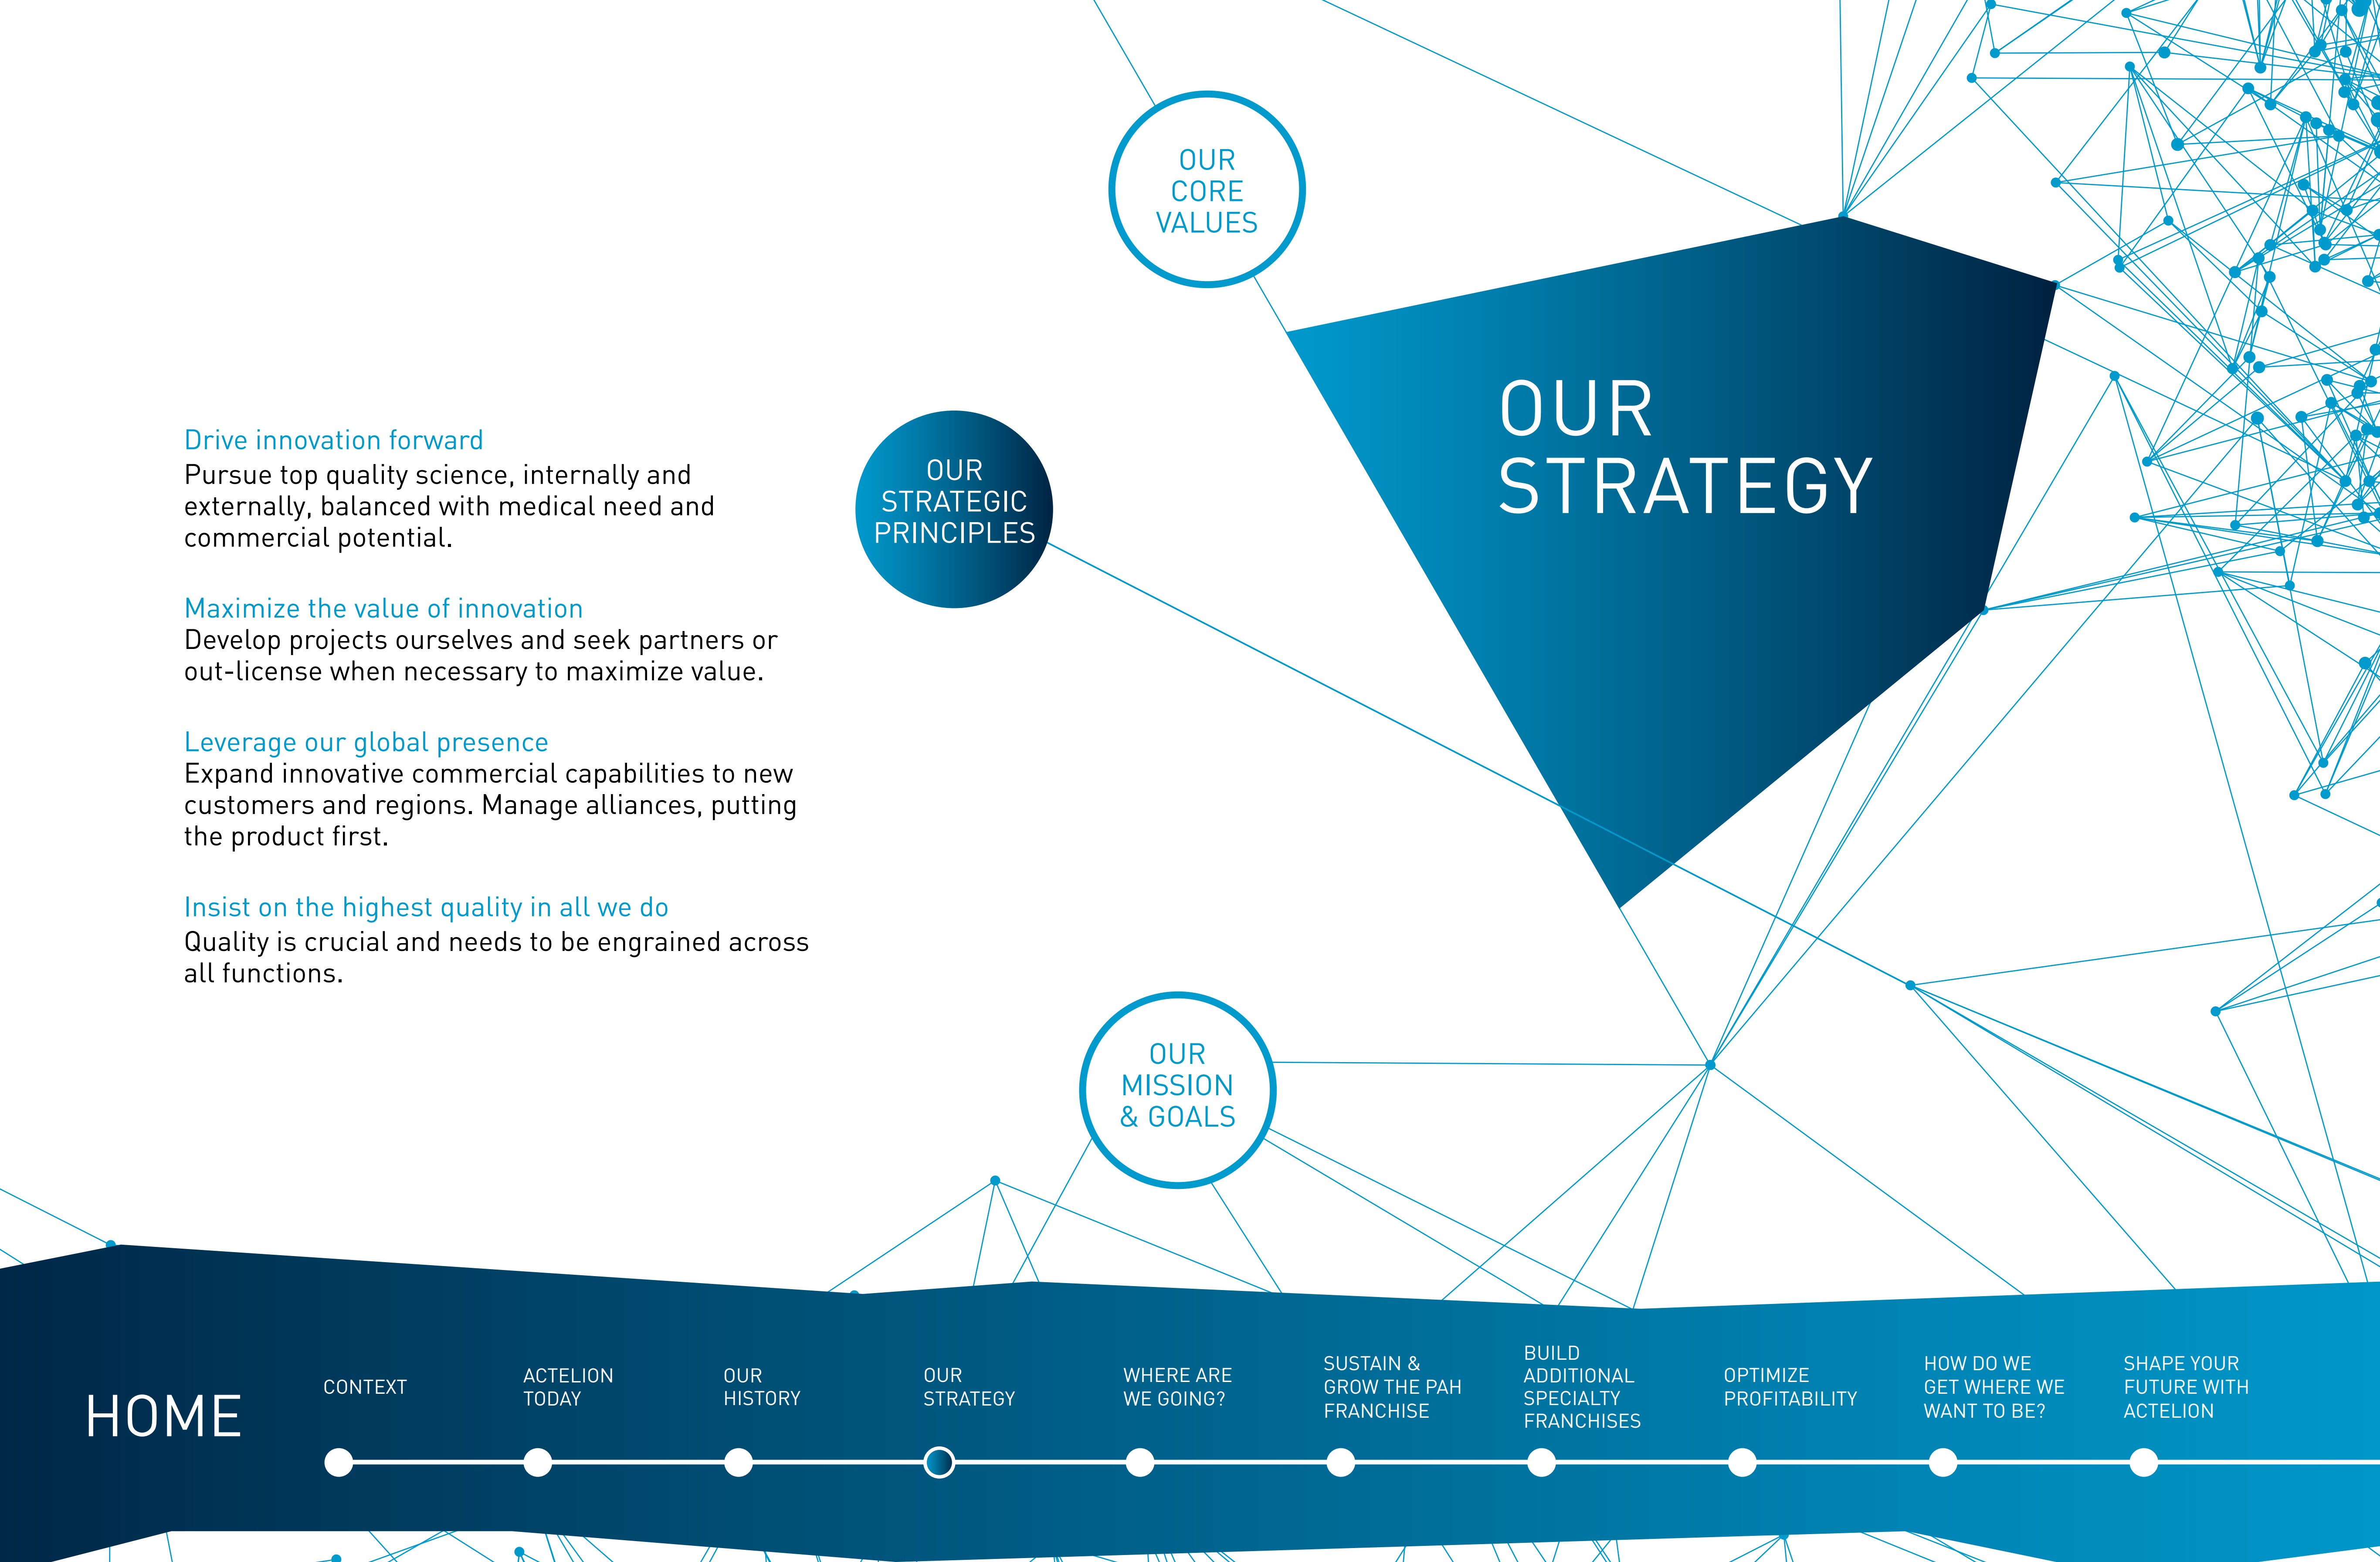 OUR
CORE
VALUES
OUR
STRATEGY
Drive innovation forward
Pursue top quality science, internally and
externally, balanced with medical need and
commercial potential.
Maximize the value of innovation
Develop projects ourselves and seek partners or
out-license when necessary to maximize value.
Leverage our global presence
Expand innovative commercial capabilities to new
customers and regions. Manage alliances, putting
the product first.
Insist on the highest quality in all we do
Quality is crucial and needs to be engrained across
all functions.
OUR
STRATEGIC
PRINCIPLES
OUR
MISSION
& GOALS
HOME
CONTEXT
ACTELION
TODAY
OUR
HISTORY
OUR
STRATEGY
WHERE ARE
WE GOING?
SUSTAIN &
GROW THE PAH
FRANCHISE
BUILD
ADDITIONAL
SPECIALTY
FRANCHISES
OPTIMIZE
PROFITABILITY
HOW DO WE
GET WHERE WE
WANT TO BE?
SHAPE YOUR
FUTURE WITH
ACTELION